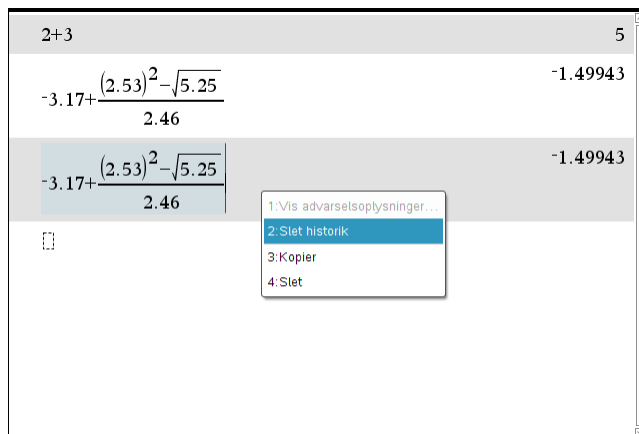 2+3 5
⁻3.17+((2.53)²−√5.25)/2.46 ⁻1.49943
⁻3.17+((2.53)²−√5.25)/2.46 ⁻1.49943
1:Vis advarselsoplysninger...
2:Slet historik
3:Kopier
4:Slet